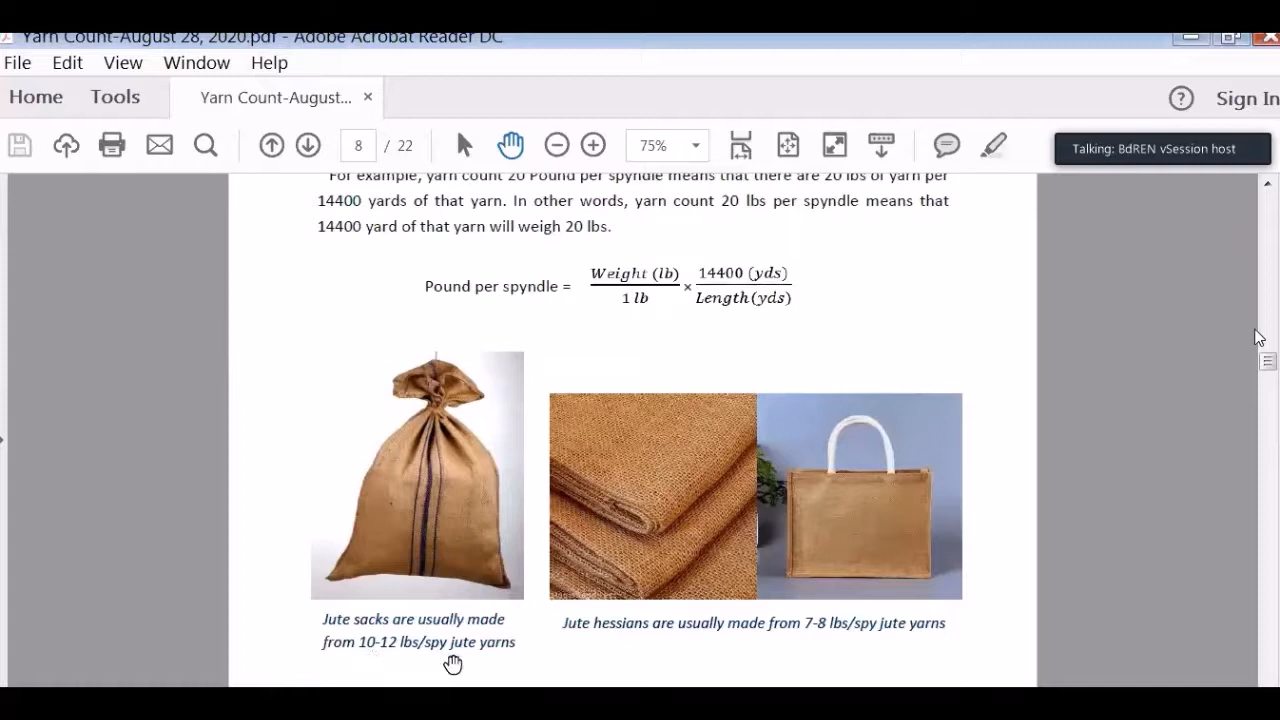 Yarn Count-August 28, 2020.pdf - Adobe Acrobat Reader DC
File Edit View Window Help
Home Tools Yarn Count-August... × Sign In
8 / 22 75%
Talking: BdREN vSession host
For example, yarn count 20 Pound per spyndle means that there are 20 lbs of yarn per
14400 yards of that yarn. In other words, yarn count 20 lbs per spyndle means that
14400 yard of that yarn will weigh 20 lbs.
Pound per spyndle = Weight (lb) / 1 lb × 14400 (yds) / Length(yds)
Jute sacks are usually made
from 10-12 lbs/spy jute yarns
Jute hessians are usually made from 7-8 lbs/spy jute yarns